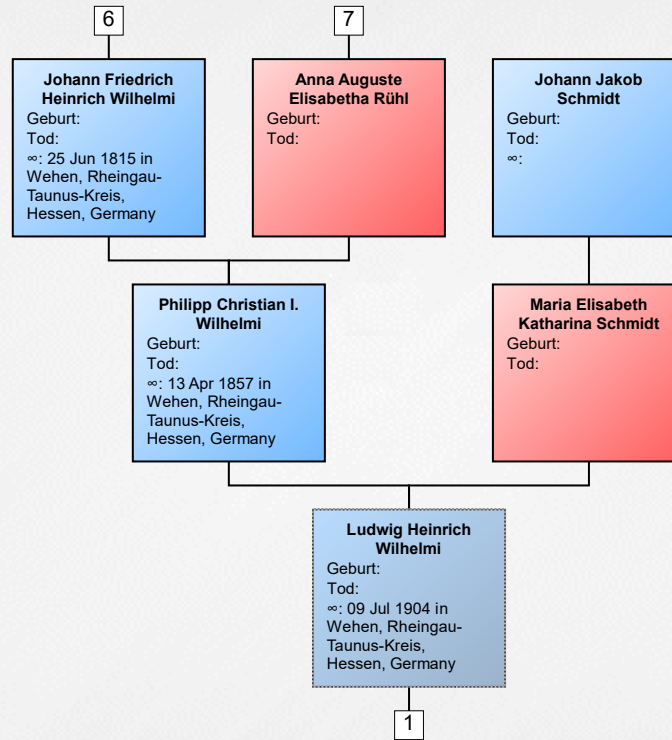 6
7
Johann Friedrich
Heinrich Wilhelmi
Geburt:
Tod:
∞: 25 Jun 1815 in
Wehen, Rheingau-
Taunus-Kreis,
Hessen, Germany
Anna Auguste
Elisabetha Rühl
Geburt:
Tod:
Johann Jakob
Schmidt
Geburt:
Tod:
∞:
Philipp Christian I.
Wilhelmi
Geburt:
Tod:
∞: 13 Apr 1857 in
Wehen, Rheingau-
Taunus-Kreis,
Hessen, Germany
Maria Elisabeth
Katharina Schmidt
Geburt:
Tod:
Ludwig Heinrich
Wilhelmi
Geburt:
Tod:
∞: 09 Jul 1904 in
Wehen, Rheingau-
Taunus-Kreis,
Hessen, Germany
1